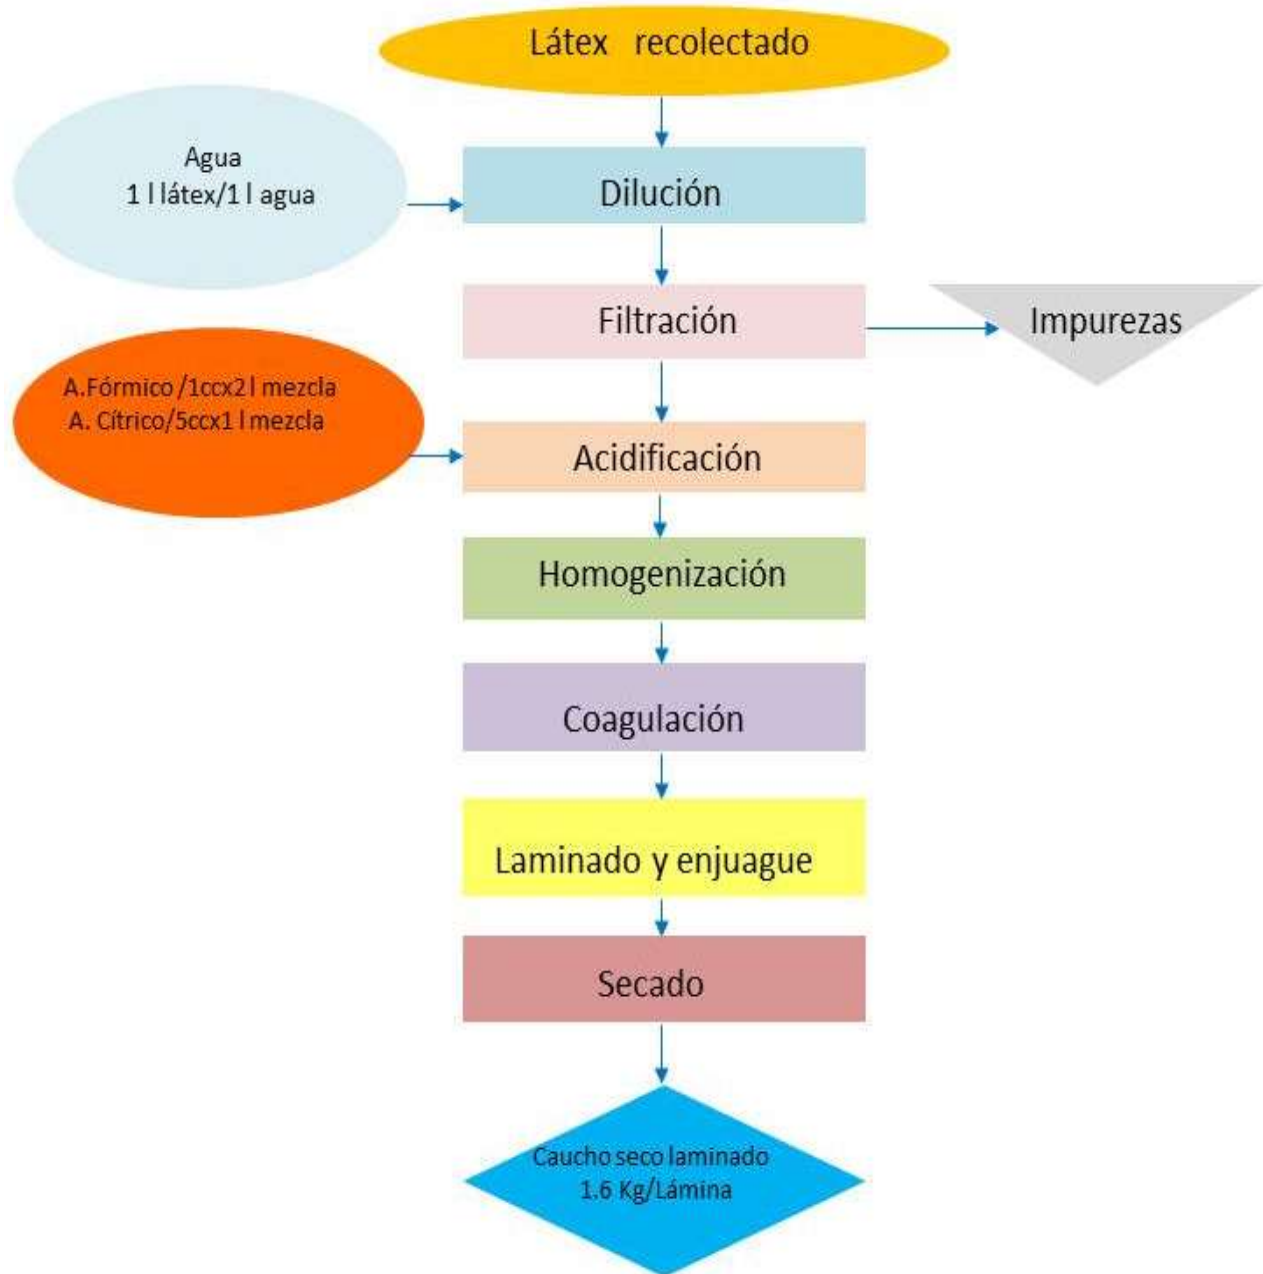 Látex recolectado
Agua
1 l látex/1 l agua
Dilución
Filtración
Impurezas
A.Fórmico /1ccx2 l mezcla
A. Cítrico/5ccx1 l mezcla
Acidificación
Homogenización
Coagulación
Laminado y enjuague
Secado
Caucho seco laminado
1.6 Kg/Lámina